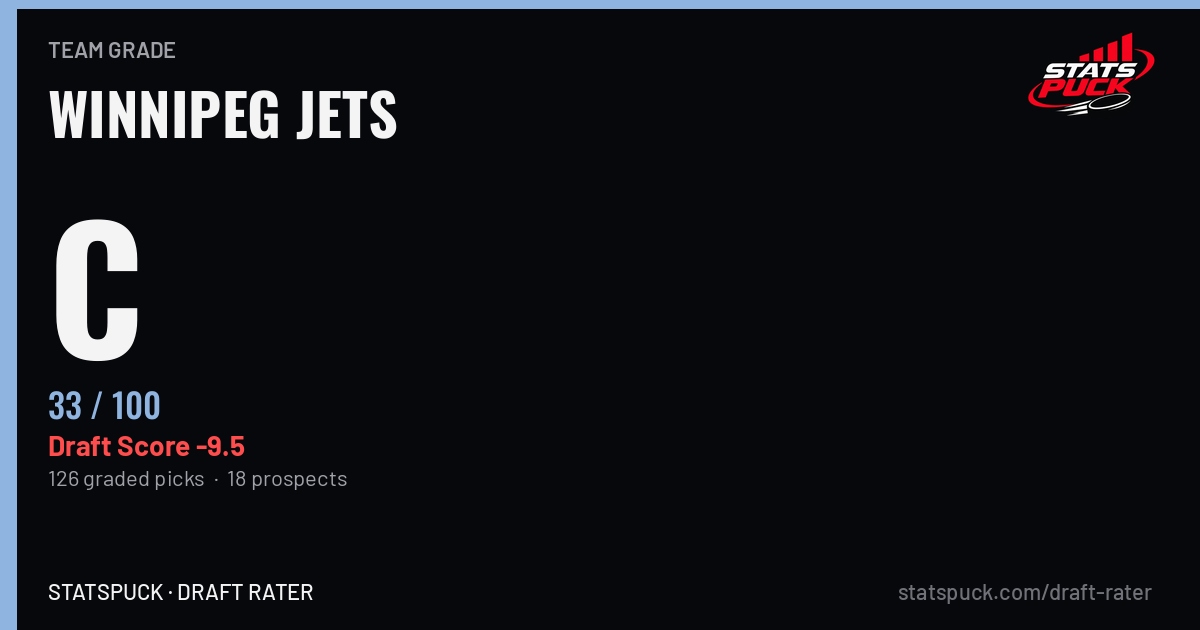 TEAM GRADE
WINNIPEG JETS
STATS
PUCK
C
33 / 100
Draft Score -9.5
126 graded picks · 18 prospects
STATSPUCK · DRAFT RATER
statspuck.com/draft-rater